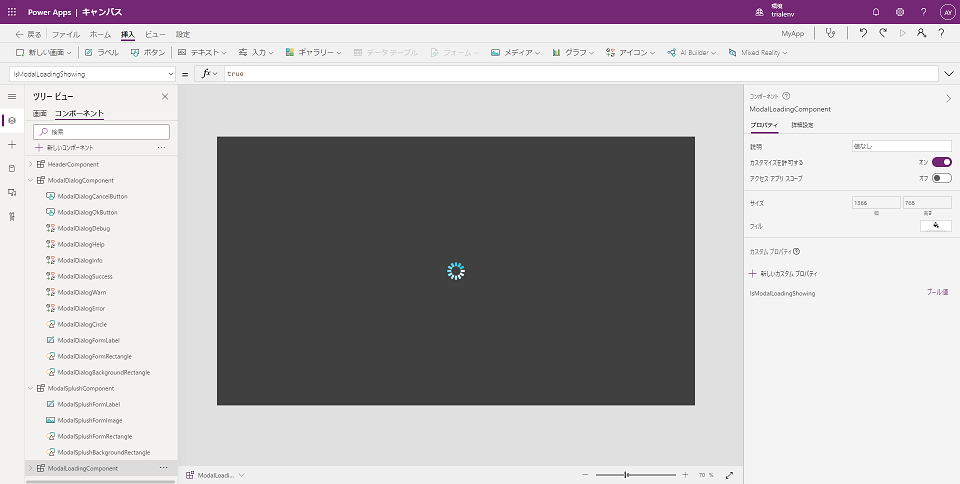 Power Apps | キャンバス
環境
trialenv
AY
戻る ファイル ホーム 挿入 ビュー 設定
MyApp
新しい画面 ラベル ボタン テキスト 入力 ギャラリー データ テーブル フォーム メディア グラフ アイコン AI Builder Mixed Reality
IsModalLoadingShowing = fx true
ツリー ビュー
画面 コンポーネント
検索
新しいコンポーネント
HeaderComponent
ModalDialogComponent
ModalDialogCancelButton
ModalDialogOkButton
ModalDialogDebug
ModalDialogHelp
ModalDialogInfo
ModalDialogSuccess
ModalDialogWarn
ModalDialogError
ModalDialogCircle
ModalDialogFormLabel
ModalDialogFormRectangle
ModalDialogBackgroundRectangle
ModalSplushComponent
ModalSplushFormLabel
ModalSplushFormImage
ModalSplushFormRectangle
ModalSplushBackgroundRectangle
ModalLoadingComponent
ModalLoadi...
70 %
コンポーネント
ModalLoadingComponent
プロパティ 詳細設定
説明 値なし
カスタマイズを許可する オン
アクセス アプリ スコープ オフ
サイズ 1366 768
幅 高さ
フィル
カスタム プロパティ
新しいカスタム プロパティ
IsModalLoadingShowing ブール値